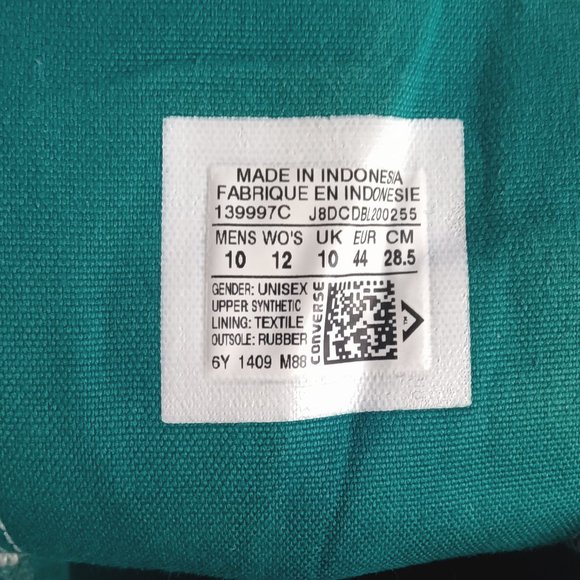 MADE IN INDONESIA
FABRIQUE EN INDONESIE
139997C J8DCDBL200255
MENS WO'S UK EUR CM
10 12 10 44 28.5
GENDER: UNISEX
UPPER: SYNTHETIC
LINING: TEXTILE
OUTSOLE: RUBBER
6Y 1409 M88
CONVERSE
TM